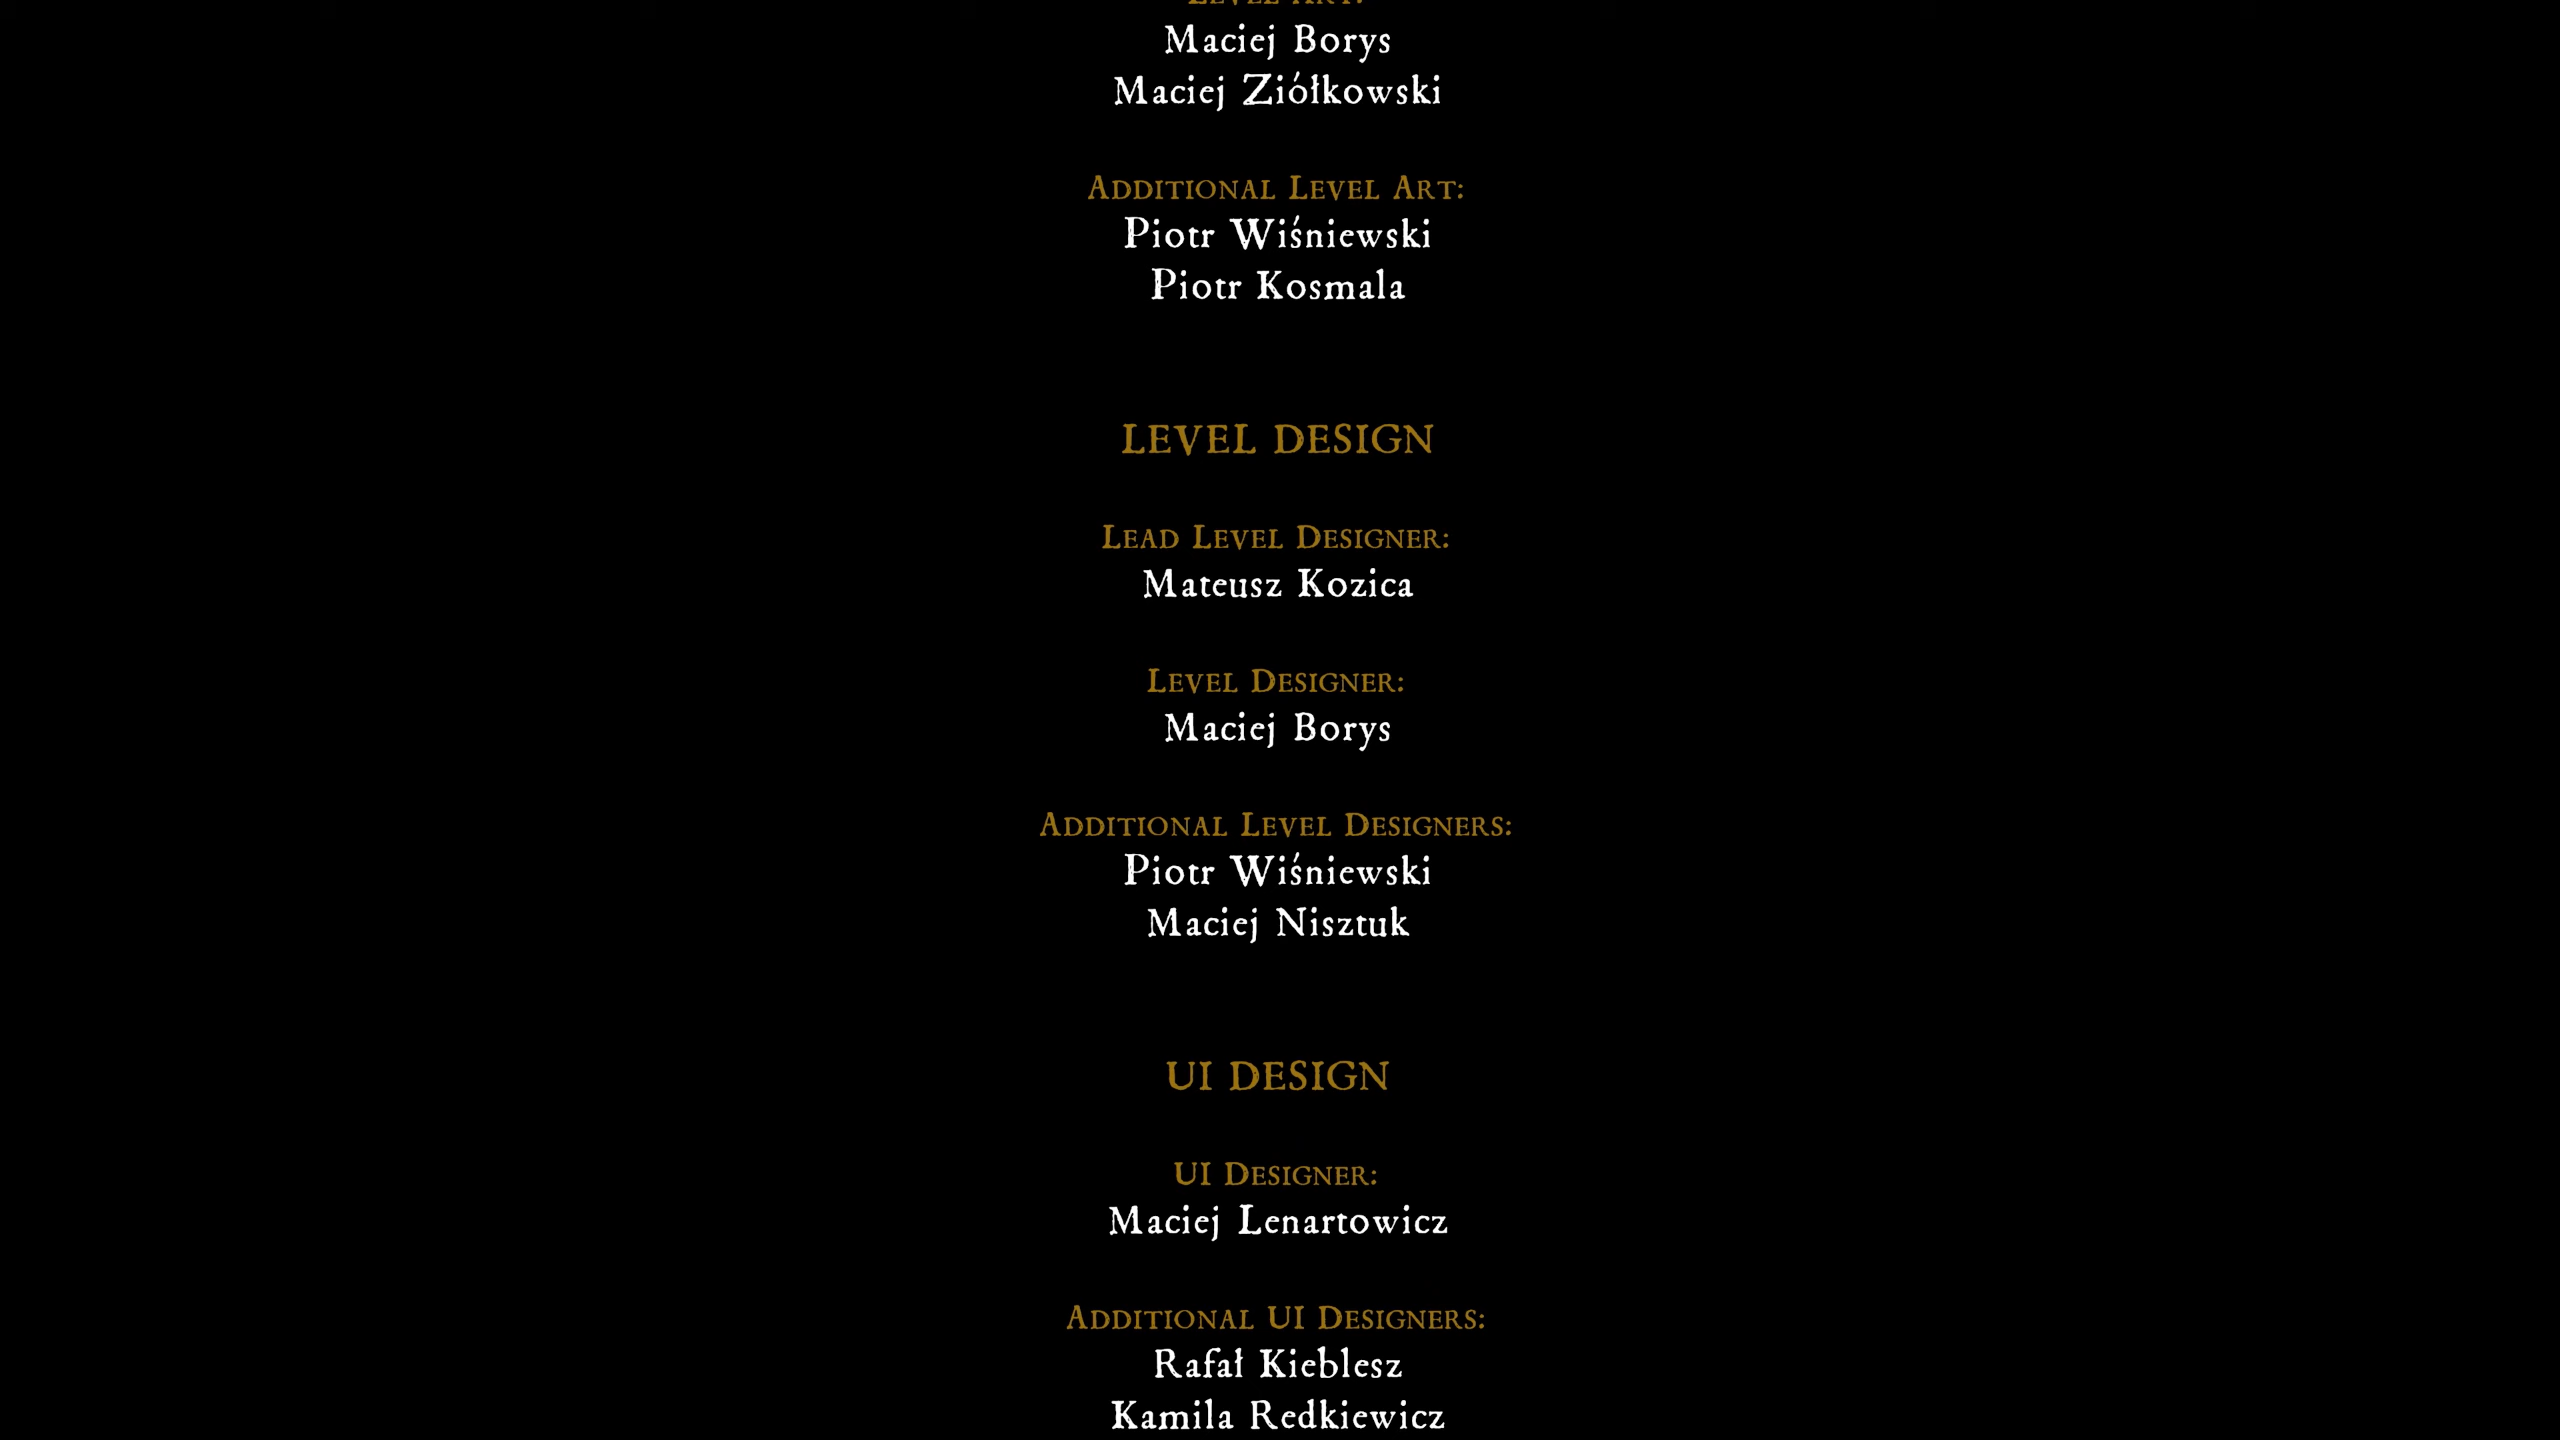 Level Art:
Maciej Borys
Maciej Ziółkowski
Additional Level Art:
Piotr Wiśniewski
Piotr Kosmala
LEVEL DESIGN
Lead Level Designer:
Mateusz Kozica
Level Designer:
Maciej Borys
Additional Level Designers:
Piotr Wiśniewski
Maciej Nisztuk
UI DESIGN
UI Designer:
Maciej Lenartowicz
Additional UI Designers:
Rafał Kieblesz
Kamila Redkiewicz